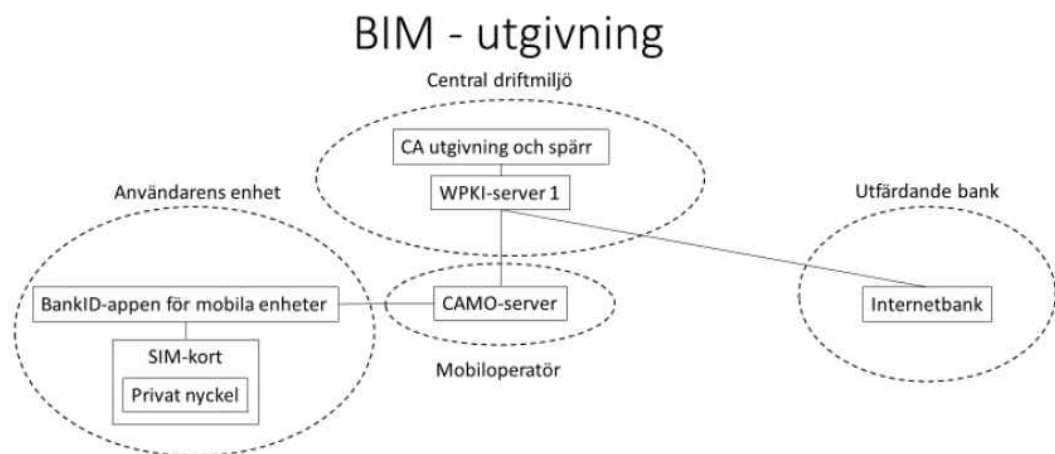 BIM - utgivning
Central driftmiljö
CA utgivning och spärr
WPKI-server 1
Användarens enhet
Utfärdande bank
BankID-appen för mobila enheter
CAMO-server
Internetbank
SIM-kort
Mobiloperatör
Privat nyckel